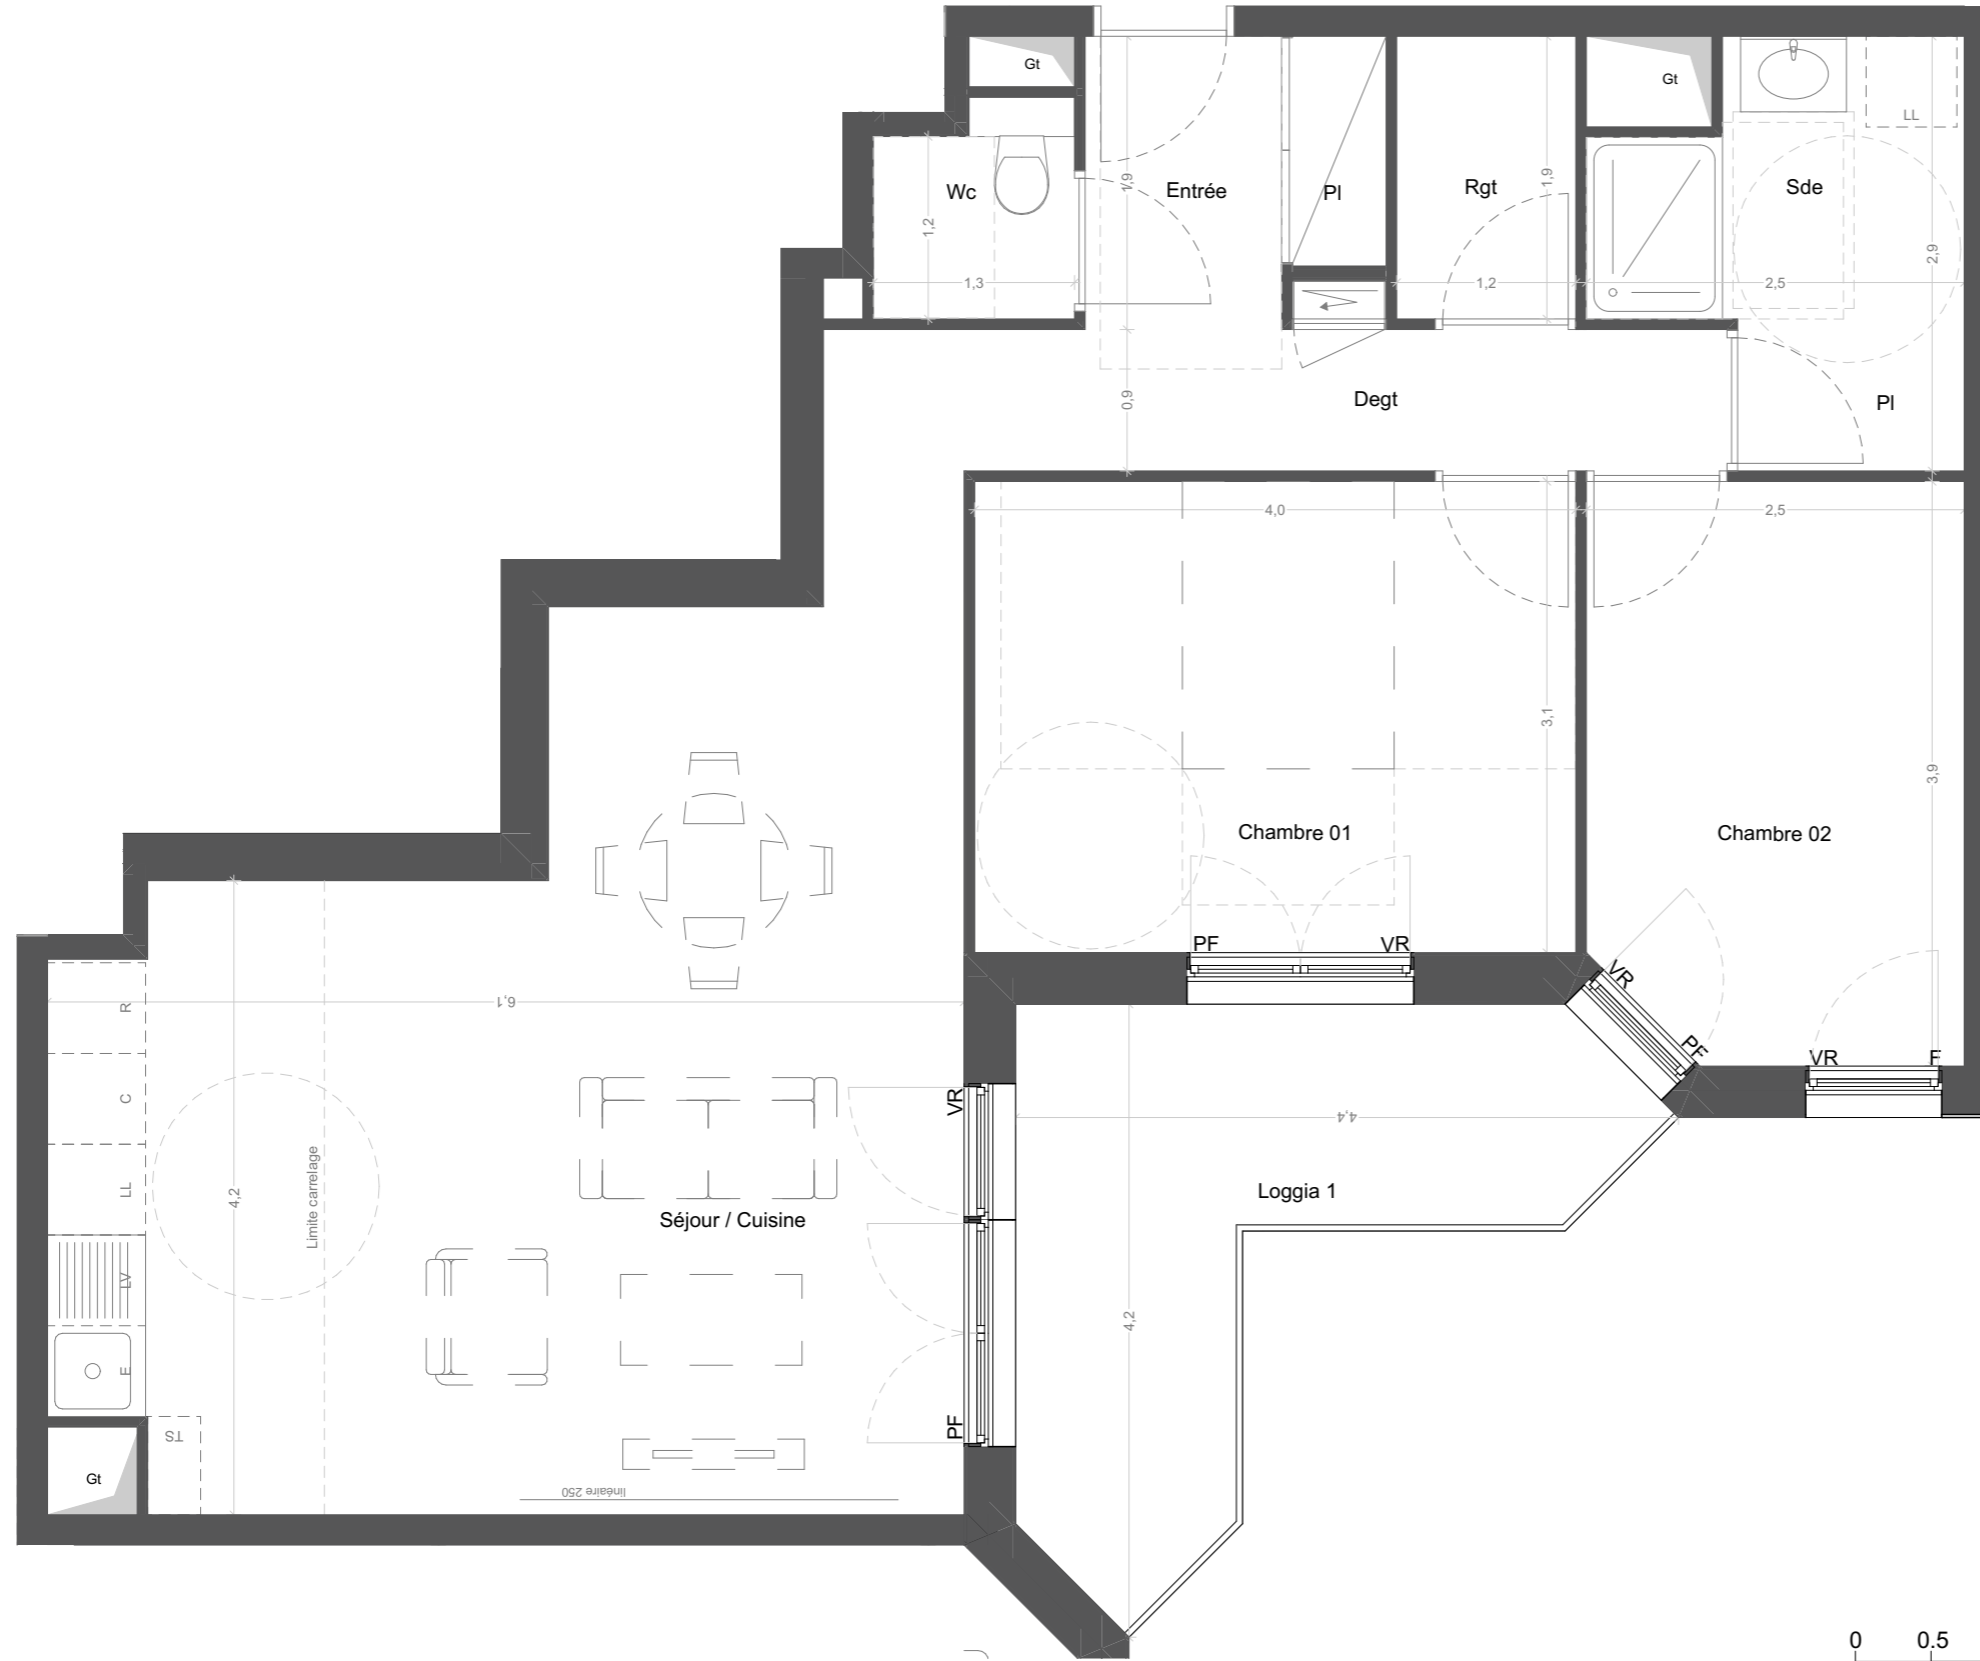 Gt
Gt
LL
Wc
1,9
Entrée
Pl
Rgt
1,9
Sde
1,2
1,3
1,2
2,5
2,9
0,9
Degt
Pl
4,0
2,5
3,1
3,9
Chambre 01
Chambre 02
PF
VR
VR
PF
VR
F
R
6,1
C
VR
4,4
LL
4,2
Limite carrelage
Séjour / Cuisine
Loggia 1
LV
4,2
E
TS
PF
Gt
linéaire 250
0
0.5